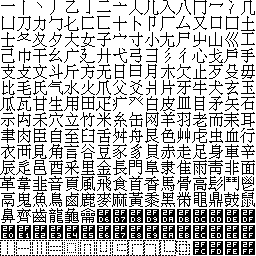 一丨丶丿乙亅二亠人儿入八冂冖冫几
凵刀力勹匕匚匸十卜卩厂厶又口囗土
士夂夊夕大女子宀寸小尢尸屮山巛工
己巾干幺广廴廾弋弓彐彡彳心戈戶手
支攴文斗斤方无日曰月木欠止歹殳毋
比毛氏气水火爪父爻爿片牙牛犬玄玉
瓜瓦甘生用田疋疒癶白皮皿目矛矢石
示禸禾穴立竹米糸缶网羊羽老而耒耳
聿肉臣自至臼舌舛舟艮色艸虍虫血行
衣襾見角言谷豆豕豸貝赤走足身車辛
辰辵邑酉釆里金長門阜隶隹雨靑非面
革韋韭音頁風飛食首香馬骨高髟鬥鬯
鬲鬼魚鳥鹵鹿麥麻黃黍黑黹黽鼎鼓鼠
鼻齊齒龍龜龠